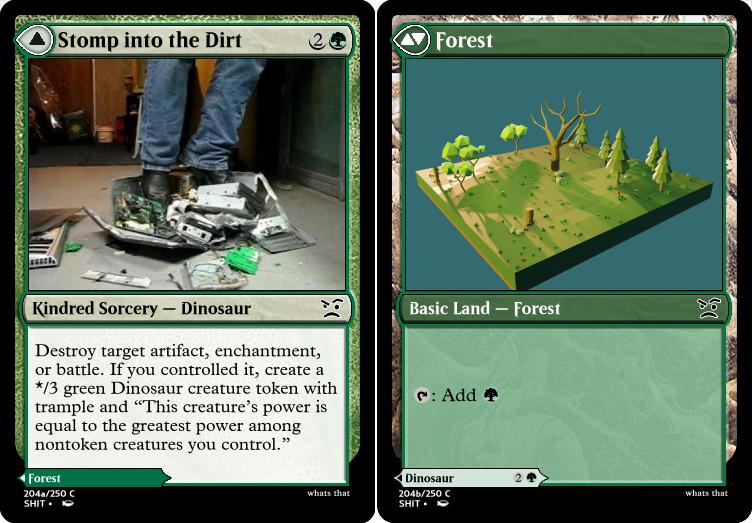 Stomp into the Dirt 2
Kindred Sorcery — Dinosaur
Destroy target artifact, enchantment,
or battle. If you controlled it, create a
*/3 green Dinosaur creature token with
trample and “This creature’s power is
equal to the greatest power among
nontoken creatures you control.”
Forest
204a/250 C
SHIT •
whats that
Forest
Basic Land — Forest
: Add
Dinosaur 2
204b/250 C
SHIT •
whats that